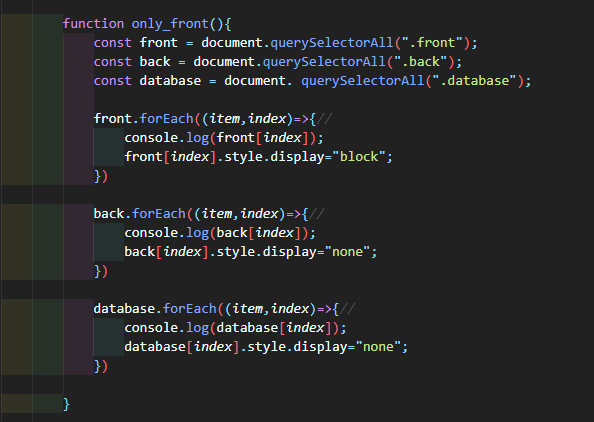 function only_front(){
const front = document.querySelectorAll(".front");
const back = document.querySelectorAll(".back");
const database = document. querySelectorAll(".database");
front.forEach((item,index)=>{//
console.log(front[index]);
front[index].style.display="block";
})
back.forEach((item,index)=>{//
console.log(back[index]);
back[index].style.display="none";
})
database.forEach((item,index)=>{//
console.log(database[index]);
database[index].style.display="none";
})
}